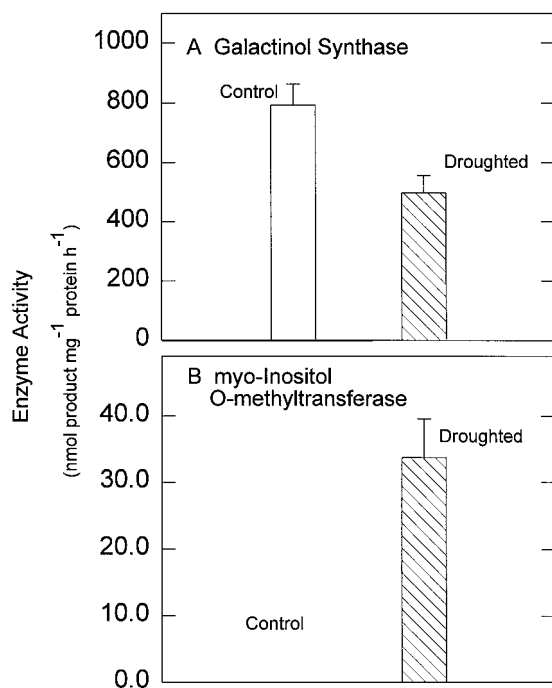 Enzyme Activity
(nmol product mg⁻¹ protein h⁻¹)
A Galactinol Synthase
1000
800
600
400
200
0
Control
Droughted
B myo-Inositol
O-methyltransferase
40.0
30.0
20.0
10.0
0.0
Droughted
Control